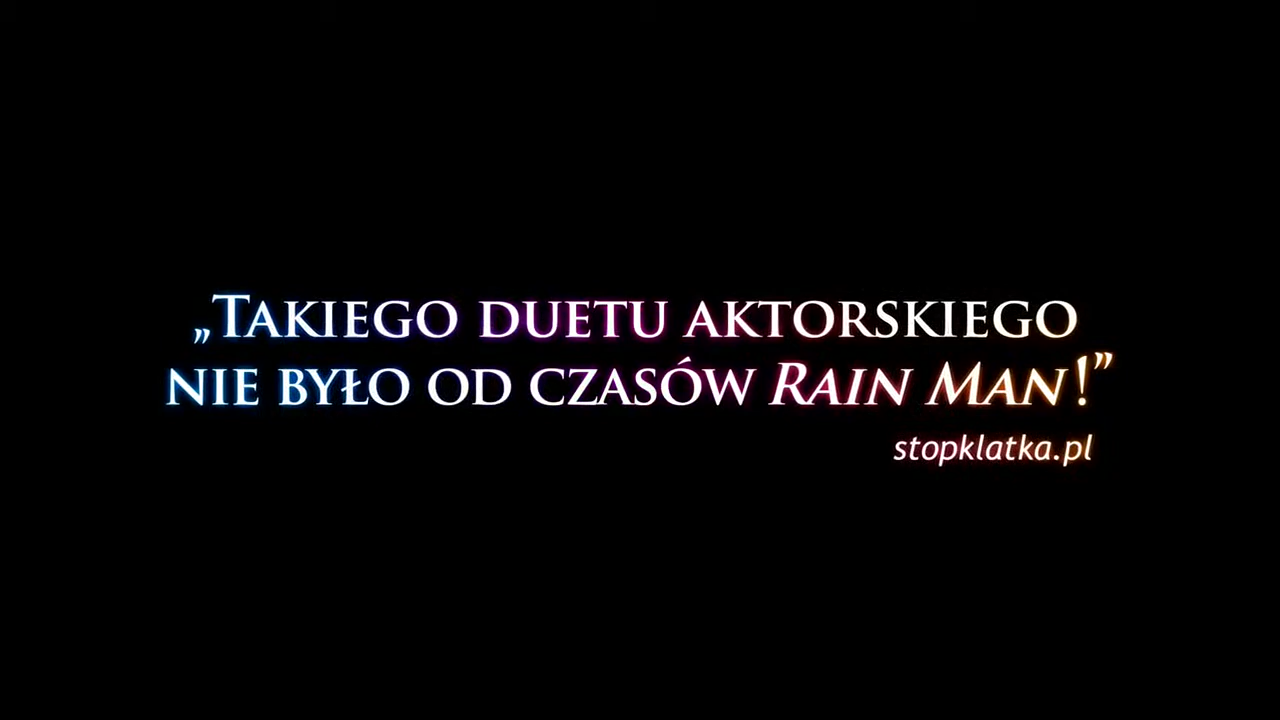 „TAKIEGO DUETU AKTORSKIEGO
NIE BYŁO OD CZASÓW RAIN MAN!”
stopklatka.pl